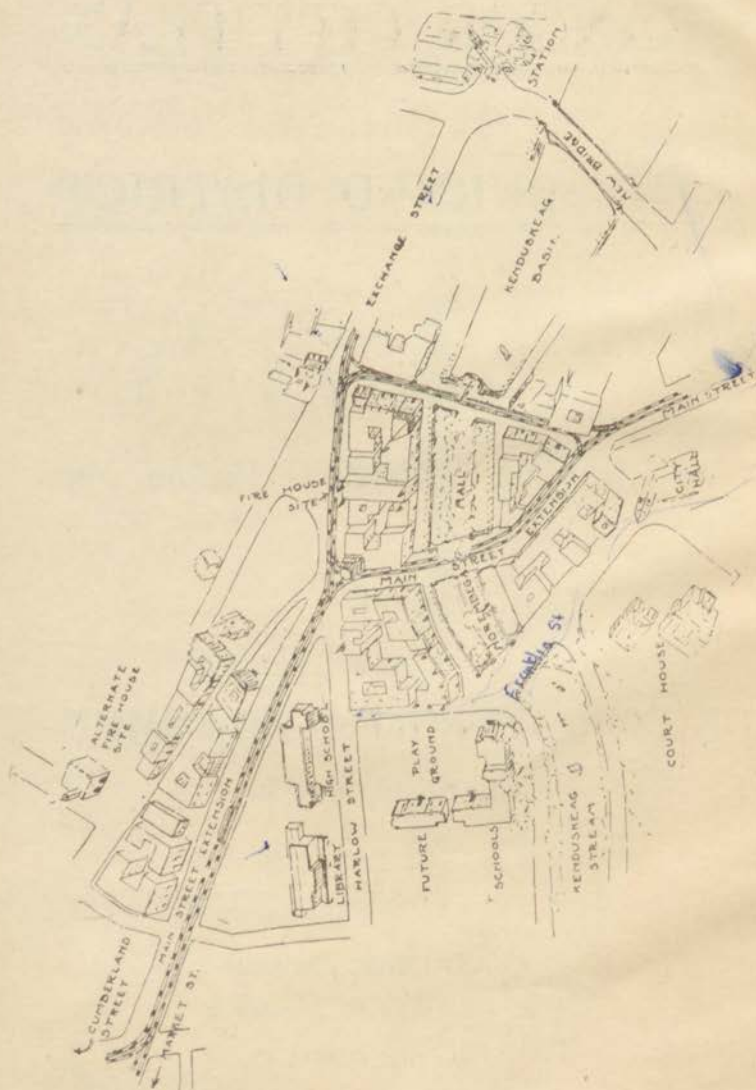 STATION
NEW BRIDGE
EXCHANGE STREET
KENDUSKEAG
BASIN.
MAIN STREET
FIRE HOUSE
SITE
MALL
MAIN STREET EXTENSION
CITY
HALL
NORUMBEGA
COURT HOUSE
ALTERNATE
FIRE HOUSE
SITE
HIGH SCHOOL
LIBRARY
HARLOW STREET
FUTURE PLAY
GROUND
SCHOOLS
KENDUSKEAG
STREAM
MAIN STREET EXTENSION
CUMBERLAND
STREET
MARKET ST.